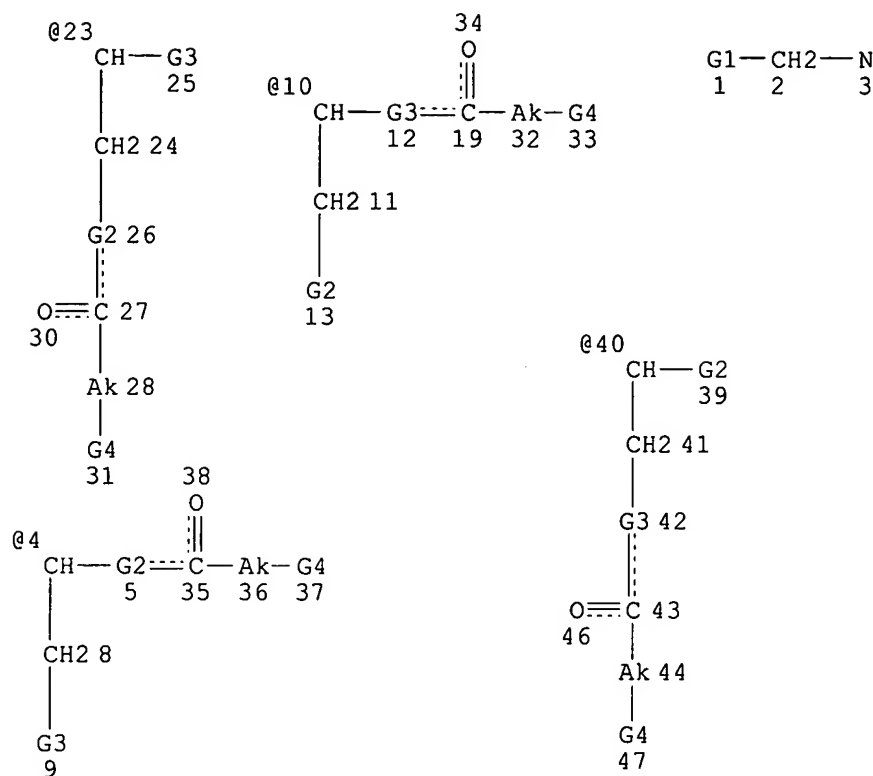 @23
CH G3
25
CH2 24
G2 26
O C 27
30
Ak 28
G4
31
34
O
@10
CH G3 C Ak G4
12 19 32 33
CH2 11
G2
13
G1 CH2 N
1 2 3
38
O
@4
CH G2 C Ak G4
5 35 36 37
CH2 8
G3
9
@40
CH G2
39
CH2 41
G3 42
O C 43
46
Ak 44
G4
47